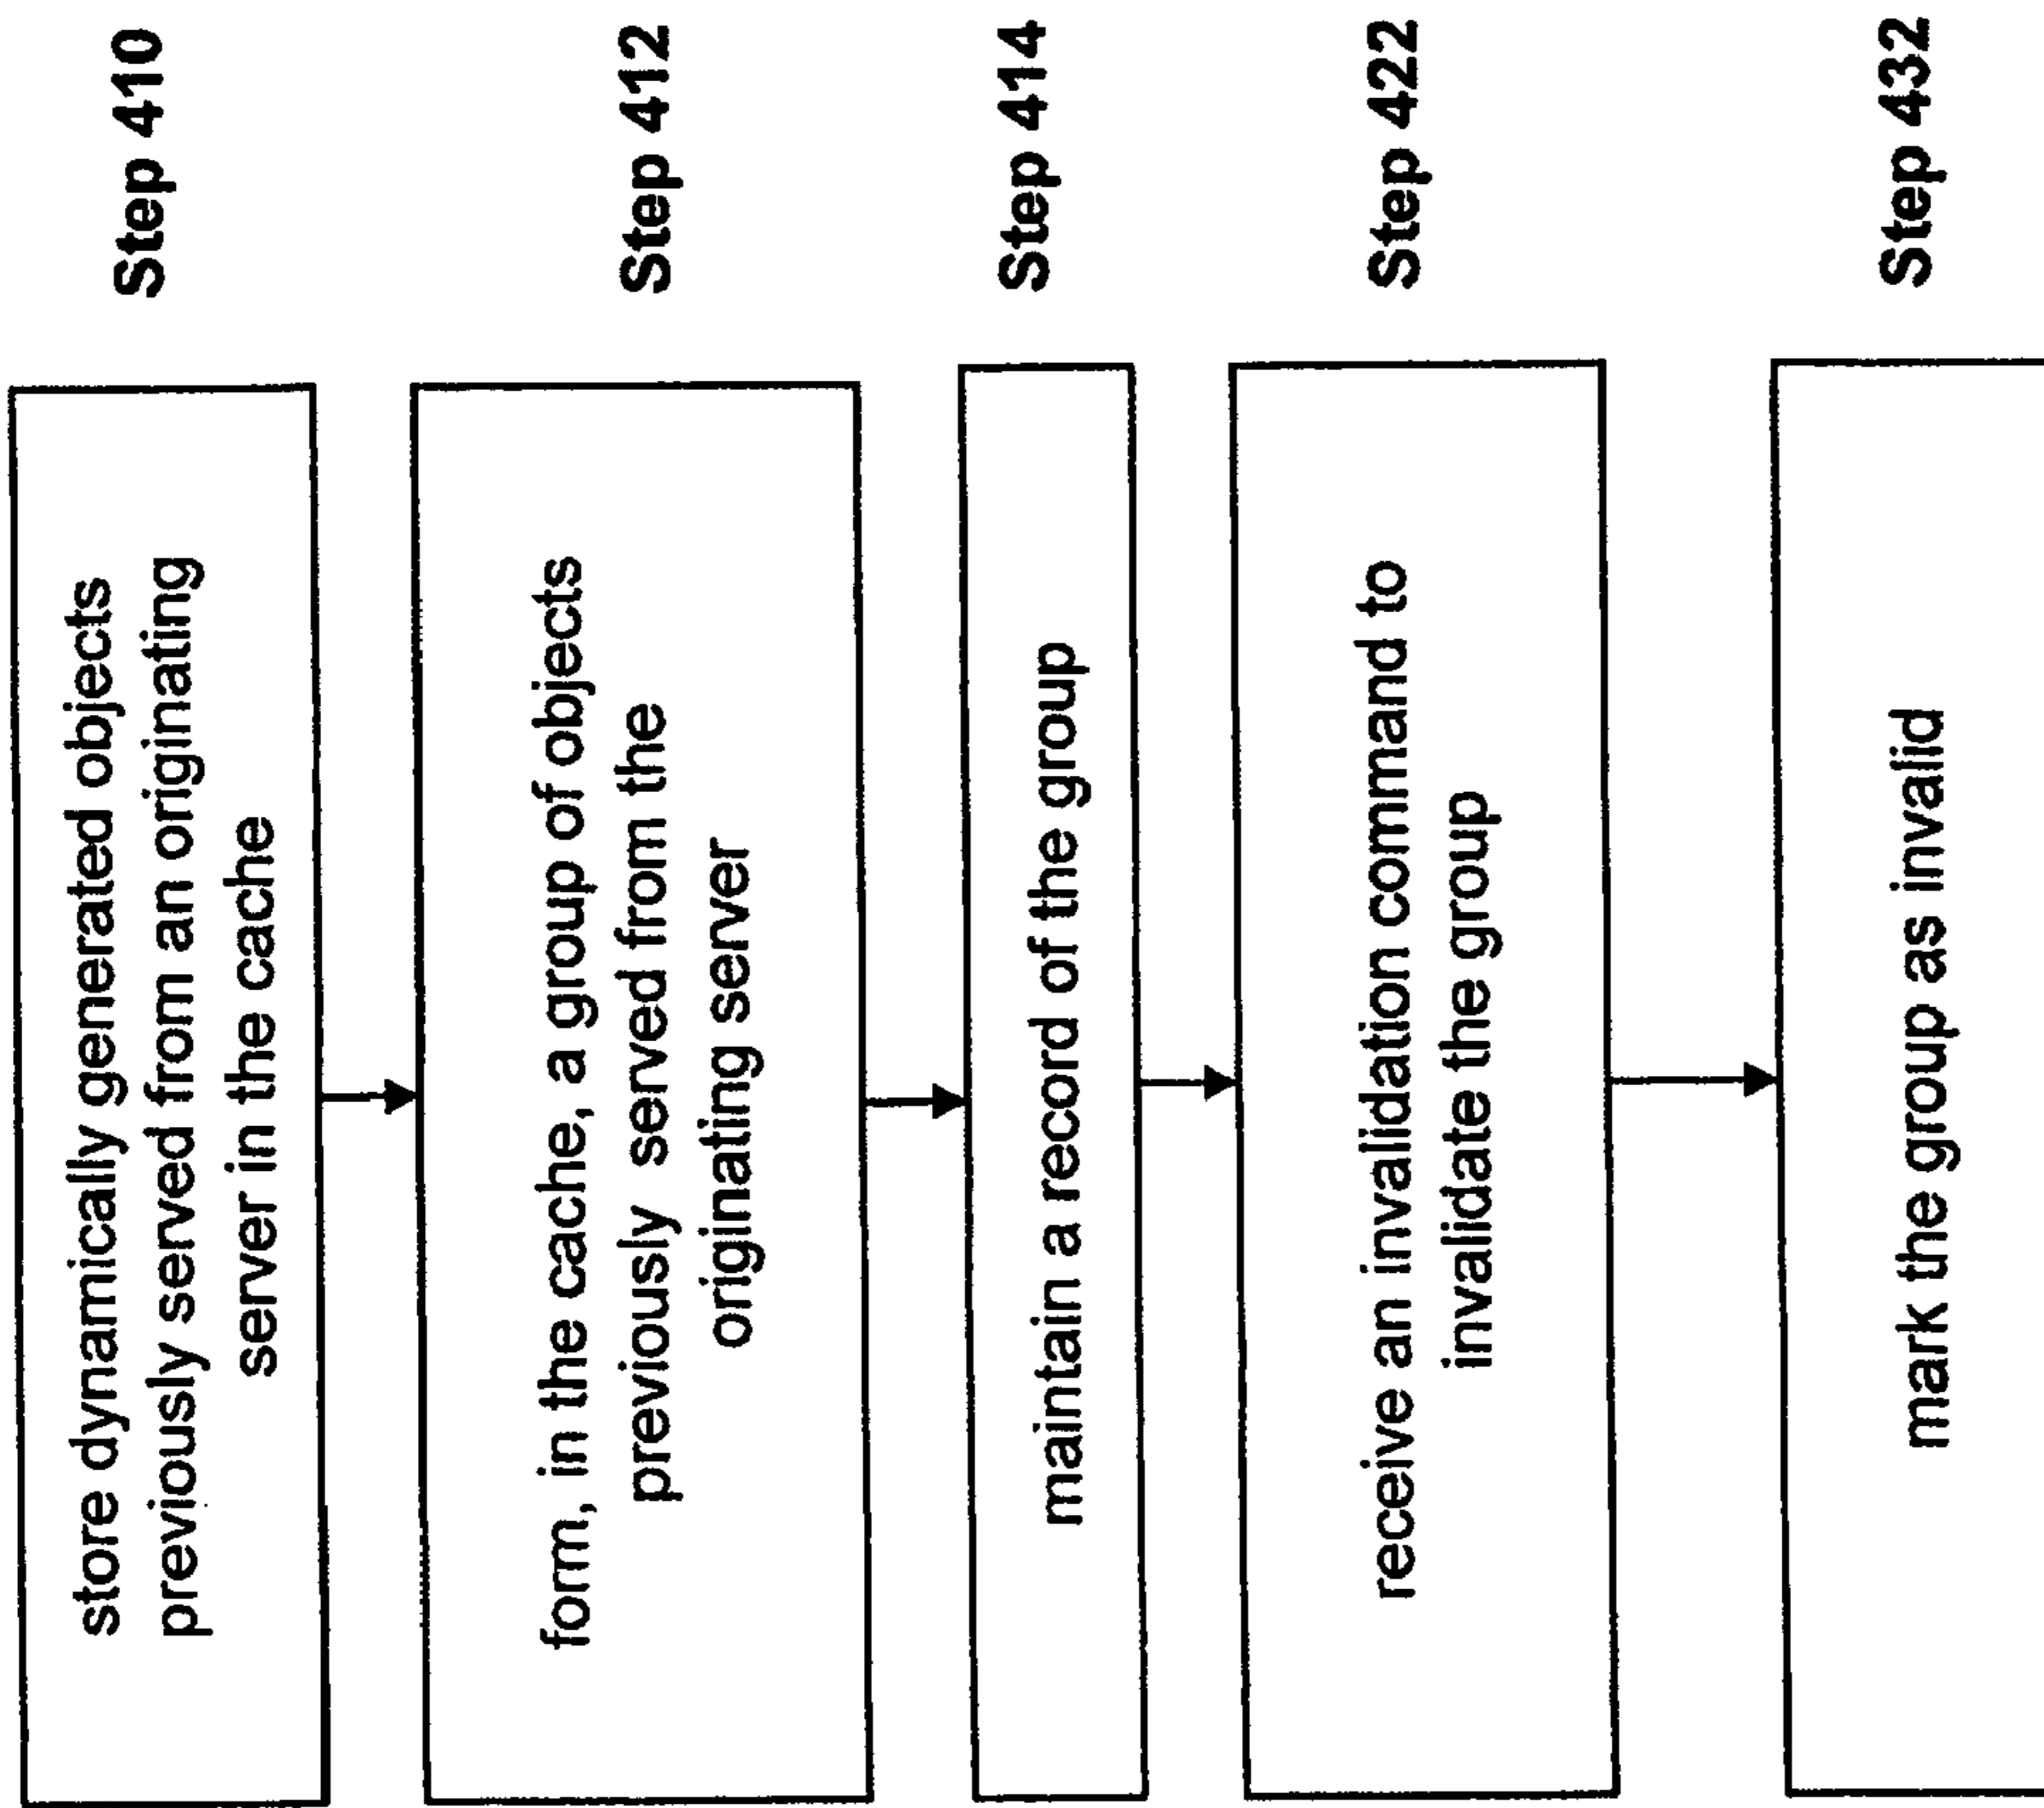 store dynamically generated objects
previously served from an originating
server in the cache
Step 410
form, in the cache, a group of objects
previously served from the
originating server
Step 412
maintain a record of the group
Step 414
receive an invalidation command to
invalidate the group
Step 422
mark the group as invalid
Step 432